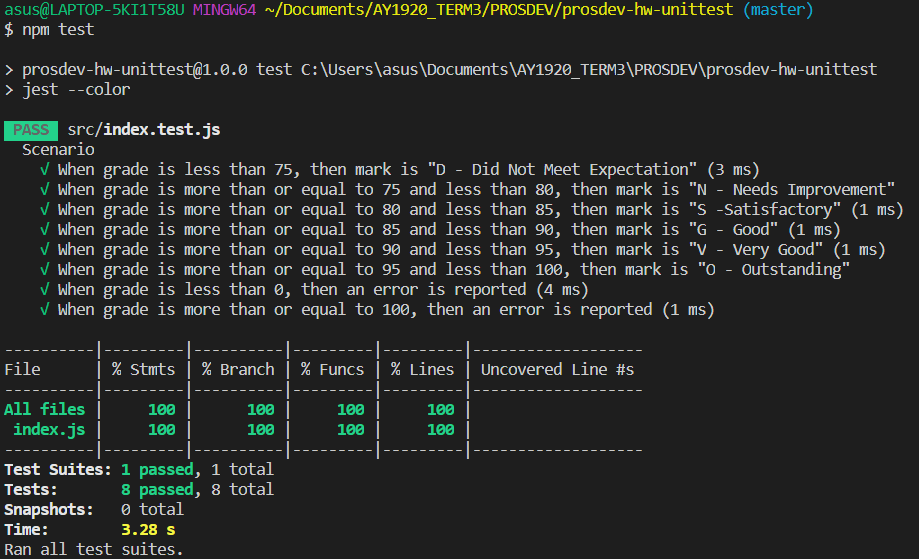 asus@LAPTOP-5KI1T58U MINGW64 ~/Documents/AY1920_TERM3/PROSDEV/prosdev-hw-unittest (master)
$ npm test

> prosdev-hw-unittest@1.0.0 test C:\Users\asus\Documents\AY1920_TERM3\PROSDEV\prosdev-hw-unittest
> jest --color

PASS src/index.test.js
  Scenario
    √ When grade is less than 75, then mark is "D - Did Not Meet Expectation" (3 ms)
    √ When grade is more than or equal to 75 and less than 80, then mark is "N - Needs Improvement"
    √ When grade is more than or equal to 80 and less than 85, then mark is "S -Satisfactory" (1 ms)
    √ When grade is more than or equal to 85 and less than 90, then mark is "G - Good" (1 ms)
    √ When grade is more than or equal to 90 and less than 95, then mark is "V - Very Good" (1 ms)
    √ When grade is more than or equal to 95 and less than 100, then mark is "O - Outstanding"
    √ When grade is less than 0, then an error is reported (4 ms)
    √ When grade is more than or equal to 100, then an error is reported (1 ms)

----------|---------|----------|---------|---------|-------------------
File      | % Stmts | % Branch | % Funcs | % Lines | Uncovered Line #s
----------|---------|----------|---------|---------|-------------------
All files |     100 |      100 |     100 |     100 |
 index.js |     100 |      100 |     100 |     100 |
----------|---------|----------|---------|---------|-------------------
Test Suites: 1 passed, 1 total
Tests:       8 passed, 8 total
Snapshots:   0 total
Time:        3.28 s
Ran all test suites.